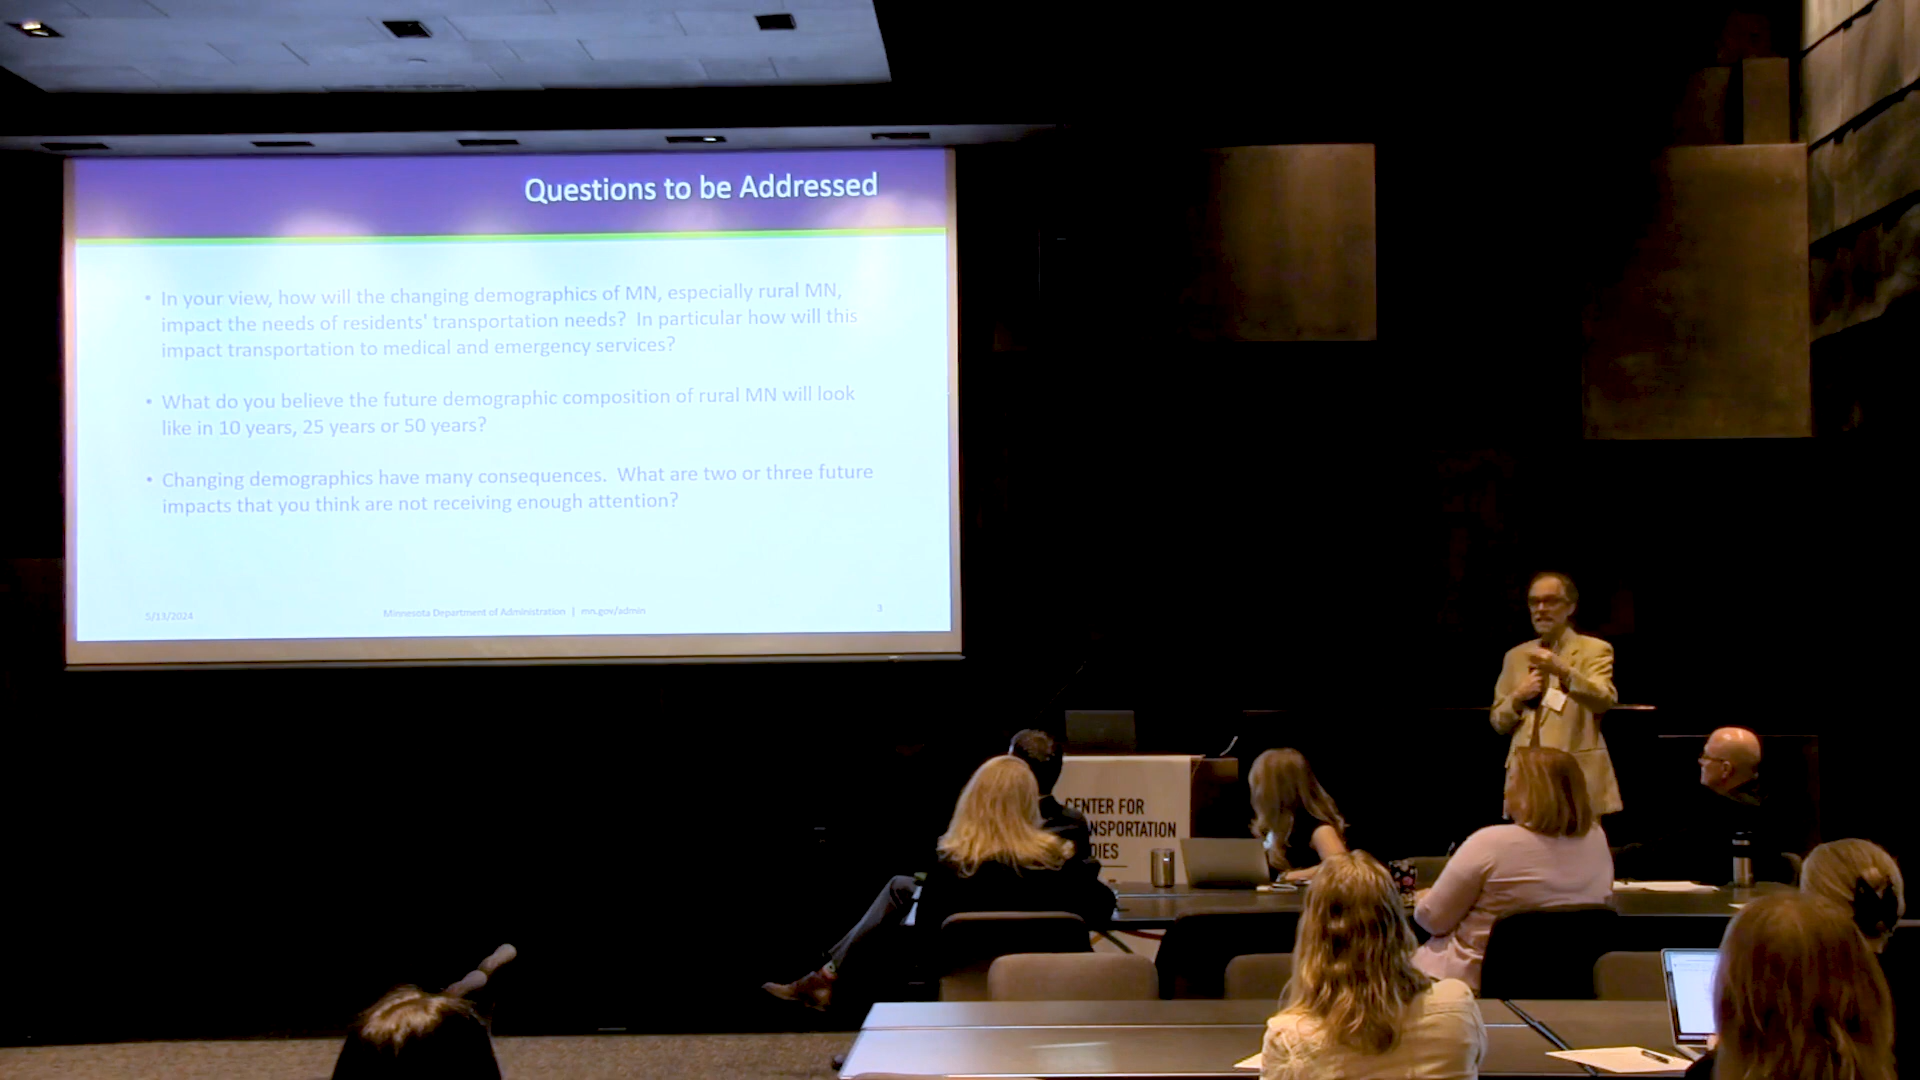 Questions to be Addressed
• In your view, how will the changing demographics of MN, especially rural MN,
impact the needs of residents' transportation needs?  In particular how will this
impact transportation to medical and emergency services?
• What do you believe the future demographic composition of rural MN will look
like in 10 years, 25 years or 50 years?
• Changing demographics have many consequences.  What are two or three future
impacts that you think are not receiving enough attention?
5/13/2024
Minnesota Department of Administration | mn.gov/admin
3
CENTER FOR
NSPORTATION
DIES